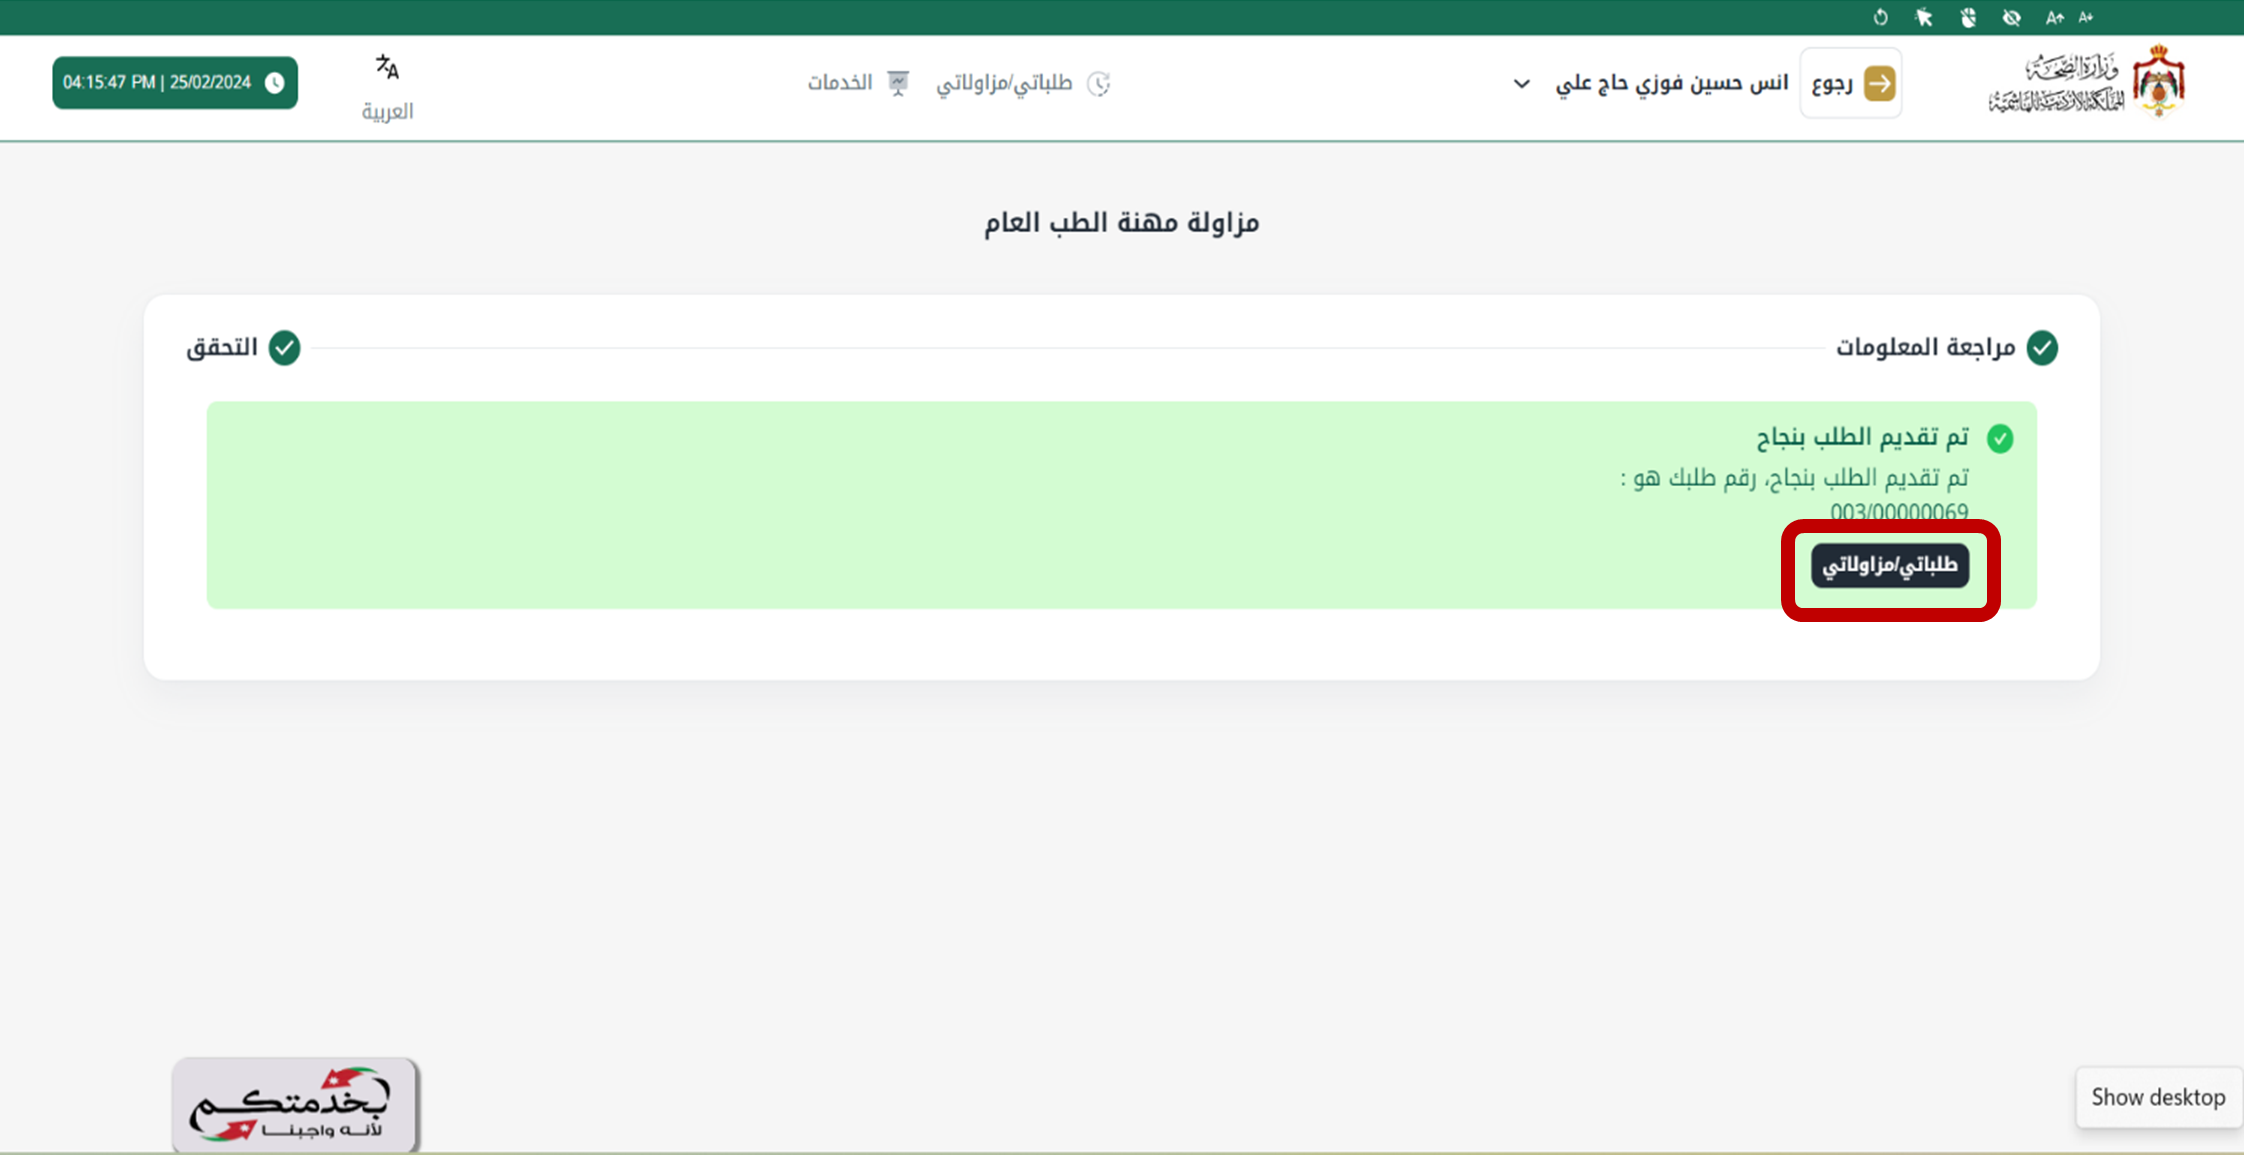 A+ A+
وزارة الصحة
المملكة الأردنية الهاشمية
رجوع
انس حسين فوزي حاج علي
طلباتي/مزاولاتي
الخدمات
العربية
04:15:47 PM | 25/02/2024
مزاولة مهنة الطب العام
مراجعة المعلومات
التحقق
تم تقديم الطلب بنجاح
تم تقديم الطلب بنجاح، رقم طلبك هو :
003/00000069
طلباتي/مزاولاتي
بخدمتكم
لأنه واجبنا
Show desktop